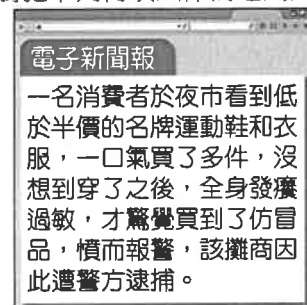 電子新聞報
一名消費者於夜市看到低
於半價的名牌運動鞋和衣
服，一口氣買了多件，沒
想到穿了之後，全身發癢
過敏，才驚覺買到了仿冒
品，憤而報警，該攤商因
此遭警方逮捕。